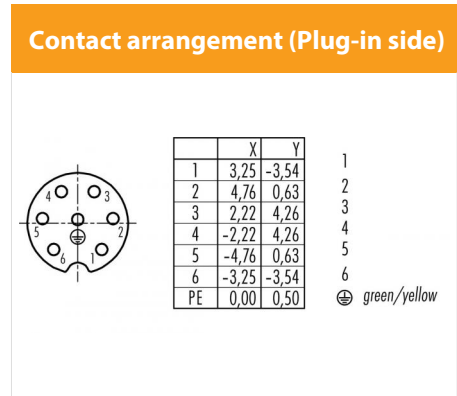 Contact arrangement (Plug-in side)
4 3
5 2
6 1
X Y
1 3,25 -3,54
2 4,76 0,63
3 2,22 4,26
4 -2,22 4,26
5 -4,76 0,63
6 -3,25 -3,54
PE 0,00 0,50
1
2
3
4
5
6
green/yellow